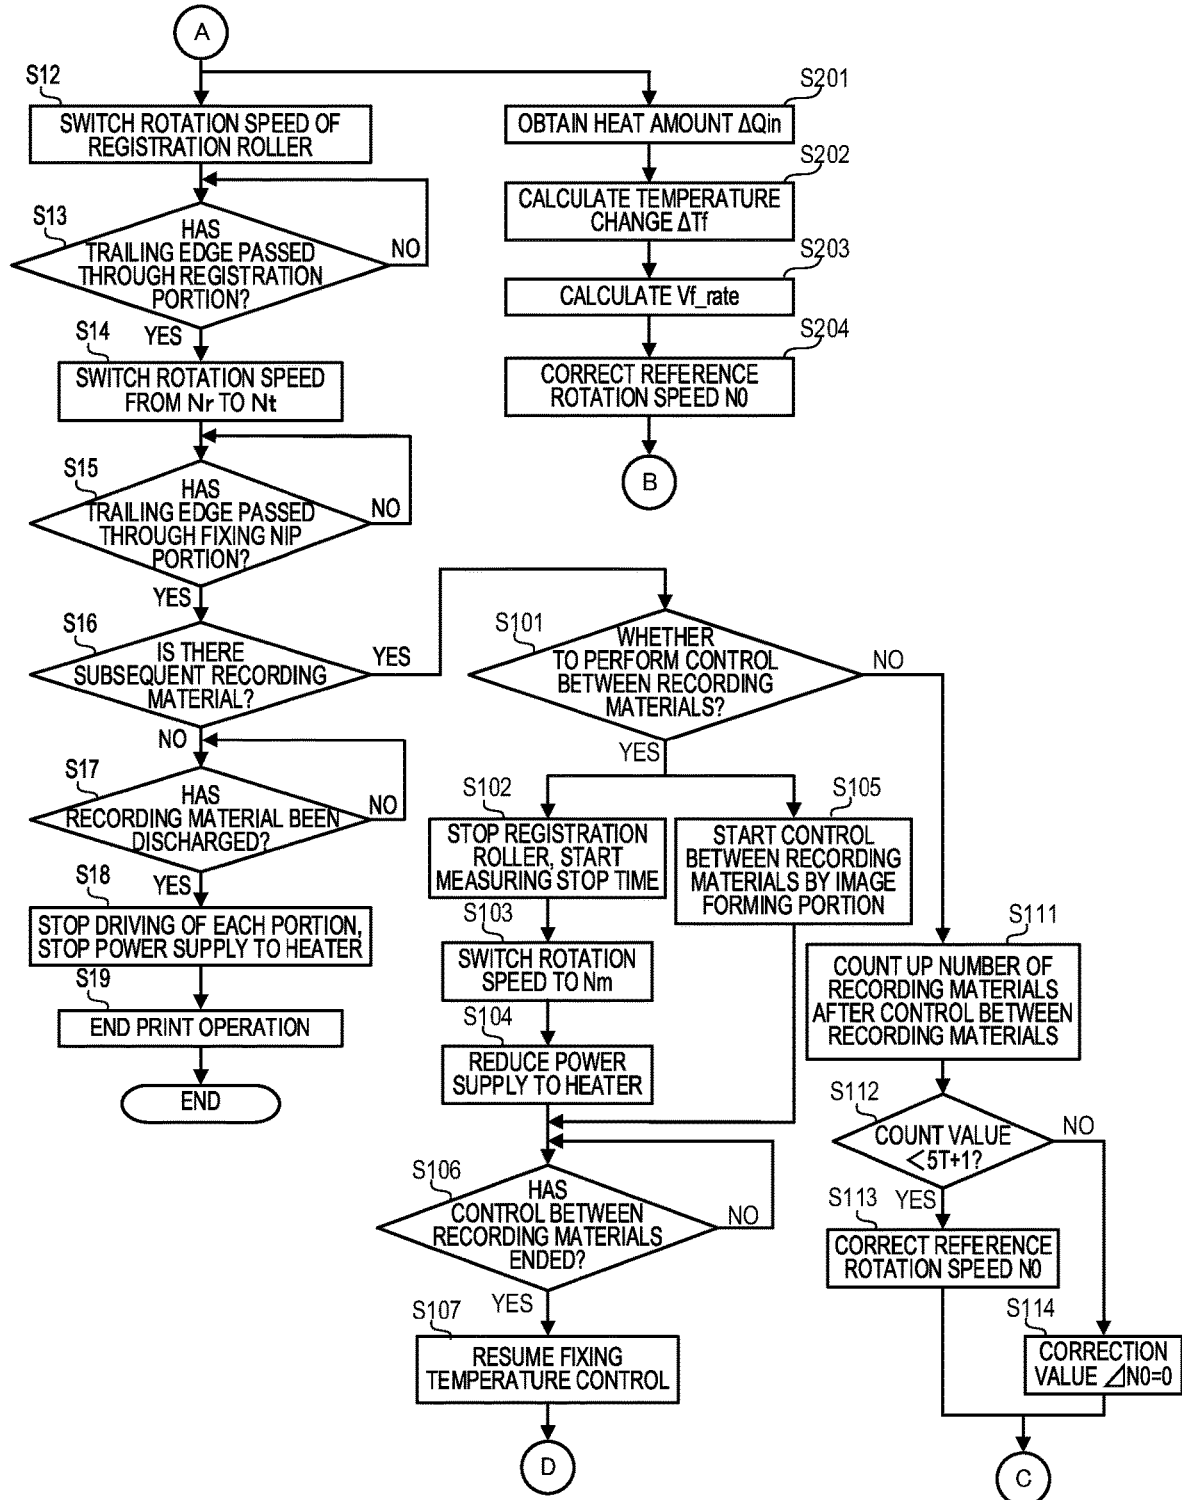 A
S12
SWITCH ROTATION SPEED OF
REGISTRATION ROLLER
S13
HAS
TRAILING EDGE PASSED
THROUGH REGISTRATION
PORTION?
NO
YES
S14
SWITCH ROTATION SPEED
FROM Nr TO Nt
S15
HAS
TRAILING EDGE PASSED
THROUGH FIXING NIP
PORTION?
NO
YES
S16
IS THERE
SUBSEQUENT RECORDING
MATERIAL?
YES
NO
S17
HAS
RECORDING MATERIAL BEEN
DISCHARGED?
NO
YES
S18
STOP DRIVING OF EACH PORTION,
STOP POWER SUPPLY TO HEATER
S19
END PRINT OPERATION
END
S201
OBTAIN HEAT AMOUNT ΔQin
S202
CALCULATE TEMPERATURE
CHANGE ΔTf
S203
CALCULATE Vf_rate
S204
CORRECT REFERENCE
ROTATION SPEED N0
B
S101
WHETHER
TO PERFORM CONTROL
BETWEEN RECORDING
MATERIALS?
NO
YES
S102
STOP REGISTRATION
ROLLER, START
MEASURING STOP TIME
S103
SWITCH ROTATION
SPEED TO Nm
S104
REDUCE POWER
SUPPLY TO HEATER
S105
START CONTROL
BETWEEN RECORDING
MATERIALS BY IMAGE
FORMING PORTION
S106
HAS
CONTROL BETWEEN
RECORDING MATERIALS
ENDED?
NO
YES
S107
RESUME FIXING
TEMPERATURE CONTROL
D
S111
COUNT UP NUMBER OF
RECORDING MATERIALS
AFTER CONTROL BETWEEN
RECORDING MATERIALS
S112
COUNT VALUE
<5T+1?
NO
YES
S113
CORRECT REFERENCE
ROTATION SPEED N0
S114
CORRECTION
VALUE ⊿N0=0
C